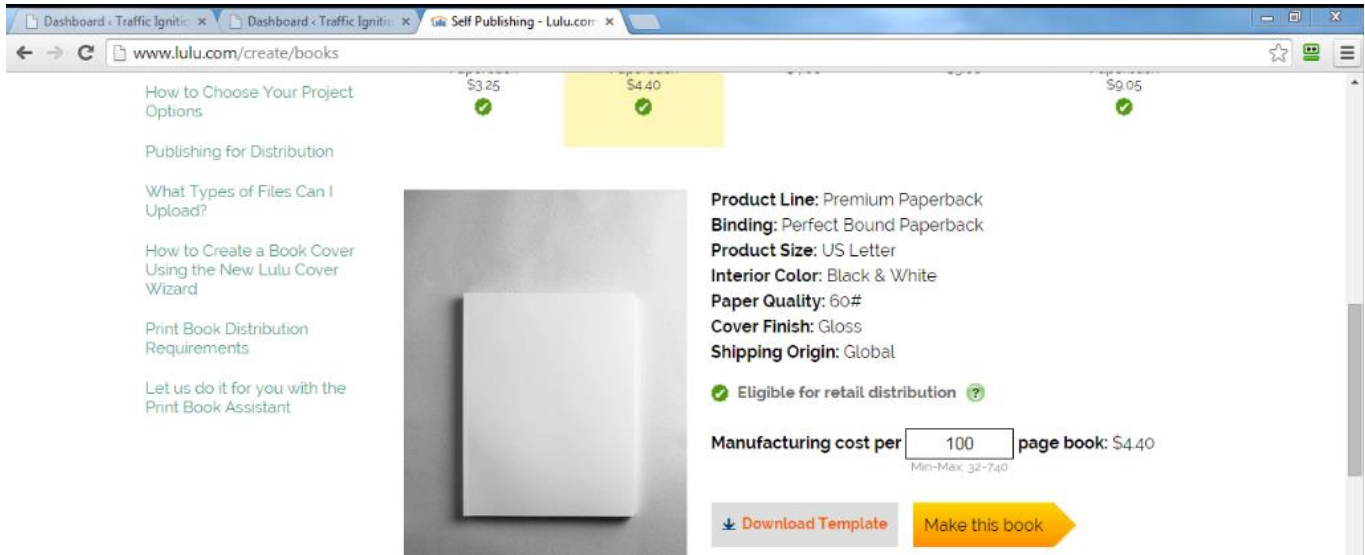 Dashboard ‹ Traffic Ignitio
Dashboard ‹ Traffic Ignitio
Self Publishing - Lulu.com
www.lulu.com/create/books
$3.25
$4.40
$9.05
How to Choose Your Project
Options
Publishing for Distribution
What Types of Files Can I
Upload?
How to Create a Book Cover
Using the New Lulu Cover
Wizard
Print Book Distribution
Requirements
Let us do it for you with the
Print Book Assistant
Product Line: Premium Paperback
Binding: Perfect Bound Paperback
Product Size: US Letter
Interior Color: Black & White
Paper Quality: 60#
Cover Finish: Gloss
Shipping Origin: Global
Eligible for retail distribution ?
Manufacturing cost per 100 page book: $4.40
Min-Max: 32-740
Download Template
Make this book